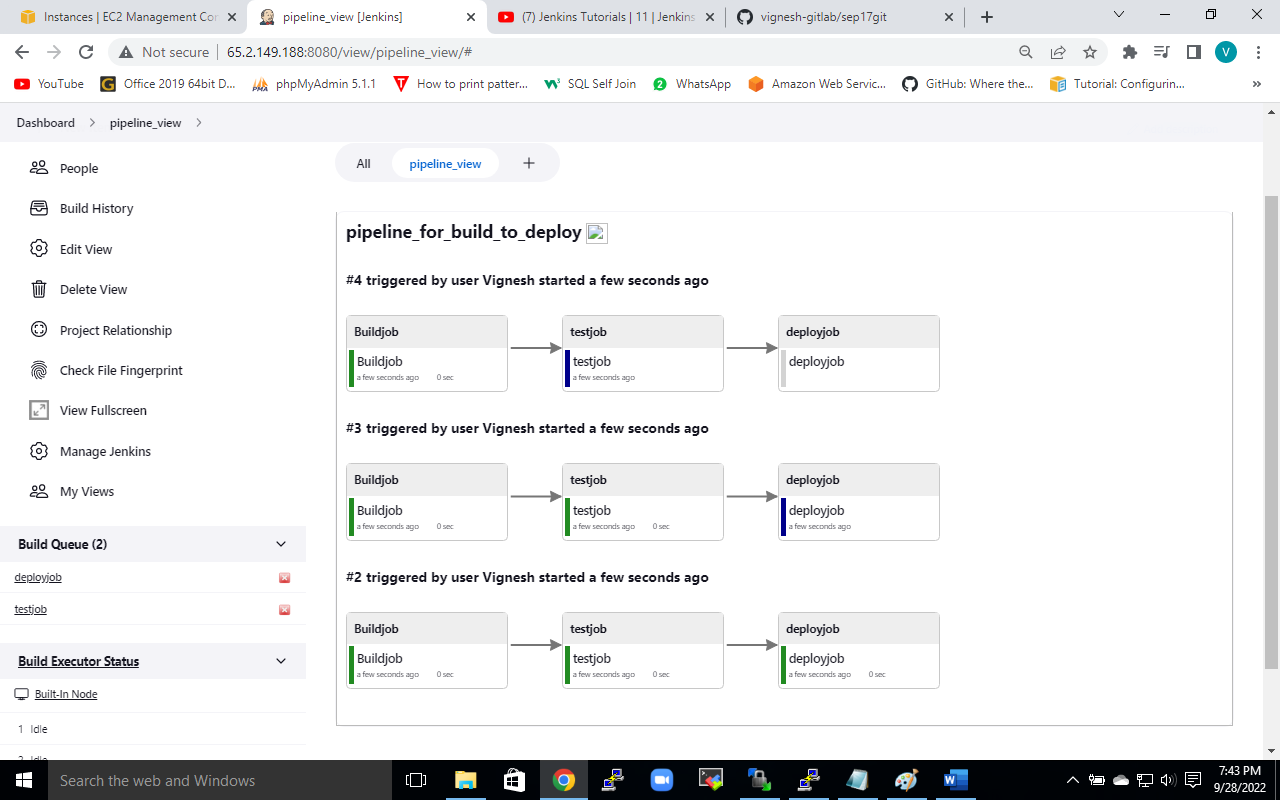 Instances | EC2 Management Con
pipeline_view [Jenkins]
(7) Jenkins Tutorials | 11 | Jenkins
vignesh-gitlab/sep17git
Not secure
65.2.149.188:8080/view/pipeline_view/#
V
YouTube
Office 2019 64bit D...
phpMyAdmin 5.1.1
How to print patter...
SQL Self Join
2 WhatsApp
Amazon Web Servic...
GitHub: Where the...
Tutorial: Configurin...
Dashboard
pipeline_view
People
Build History
Edit View
Delete View
Project Relationship
Check File Fingerprint
View Fullscreen
Manage Jenkins
My Views
Build Queue (2)
deployjob
testjob
Build Executor Status
Built-In Node
1 Idle
2 Idle
All
pipeline_view
+
pipeline_for_build_to_deploy
#4 triggered by user Vignesh started a few seconds ago
Buildjob
testjob
deployjob
Buildjob
testjob
deployjob
a few seconds ago 0 sec
a few seconds ago
#3 triggered by user Vignesh started a few seconds ago
Buildjob
testjob
deployjob
Buildjob
testjob
deployjob
a few seconds ago 0 sec
a few seconds ago 0 sec
a few seconds ago
#2 triggered by user Vignesh started a few seconds ago
Buildjob
testjob
deployjob
Buildjob
testjob
deployjob
a few seconds ago 0 sec
a few seconds ago 0 sec
a few seconds ago 0 sec
Search the web and Windows
7:43 PM
9/28/2022